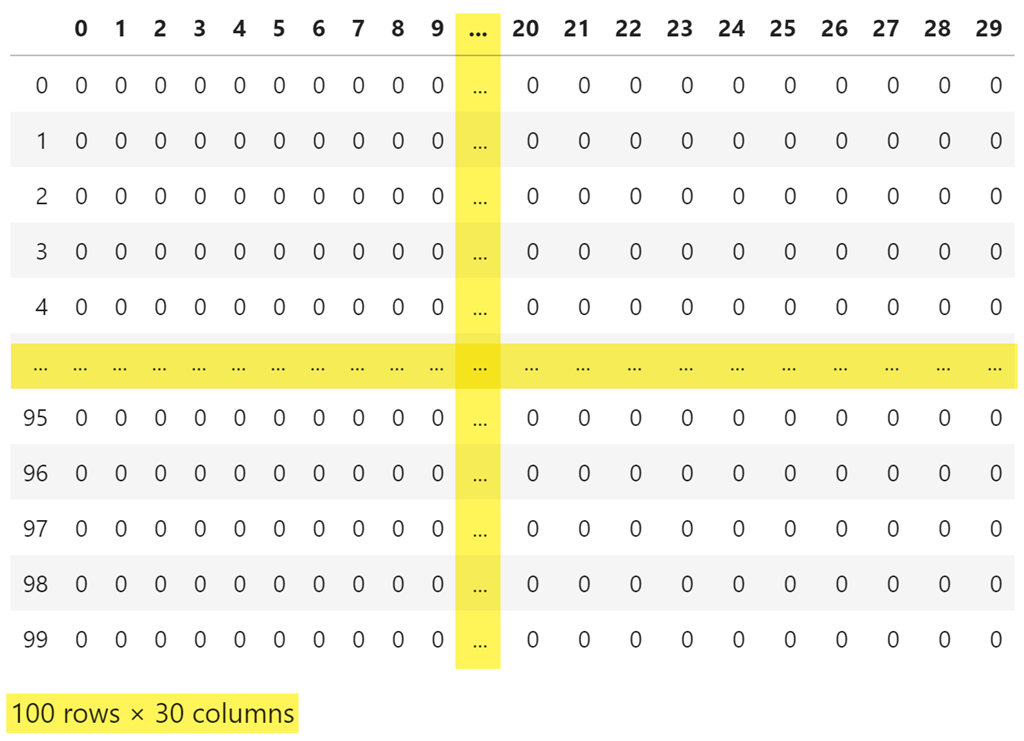 0 1 2 3 4 5 6 7 8 9 ... 20 21 22 23 24 25 26 27 28 29
0 0 0 0 0 0 0 0 0 0 0 ... 0 0 0 0 0 0 0 0 0 0
1 0 0 0 0 0 0 0 0 0 0 ... 0 0 0 0 0 0 0 0 0 0
2 0 0 0 0 0 0 0 0 0 0 ... 0 0 0 0 0 0 0 0 0 0
3 0 0 0 0 0 0 0 0 0 0 ... 0 0 0 0 0 0 0 0 0 0
4 0 0 0 0 0 0 0 0 0 0 ... 0 0 0 0 0 0 0 0 0 0
... ... ... ... ... ... ... ... ... ... ... ... ... ... ... ... ... ... ... ... ... ...
95 0 0 0 0 0 0 0 0 0 0 ... 0 0 0 0 0 0 0 0 0 0
96 0 0 0 0 0 0 0 0 0 0 ... 0 0 0 0 0 0 0 0 0 0
97 0 0 0 0 0 0 0 0 0 0 ... 0 0 0 0 0 0 0 0 0 0
98 0 0 0 0 0 0 0 0 0 0 ... 0 0 0 0 0 0 0 0 0 0
99 0 0 0 0 0 0 0 0 0 0 ... 0 0 0 0 0 0 0 0 0 0
100 rows × 30 columns